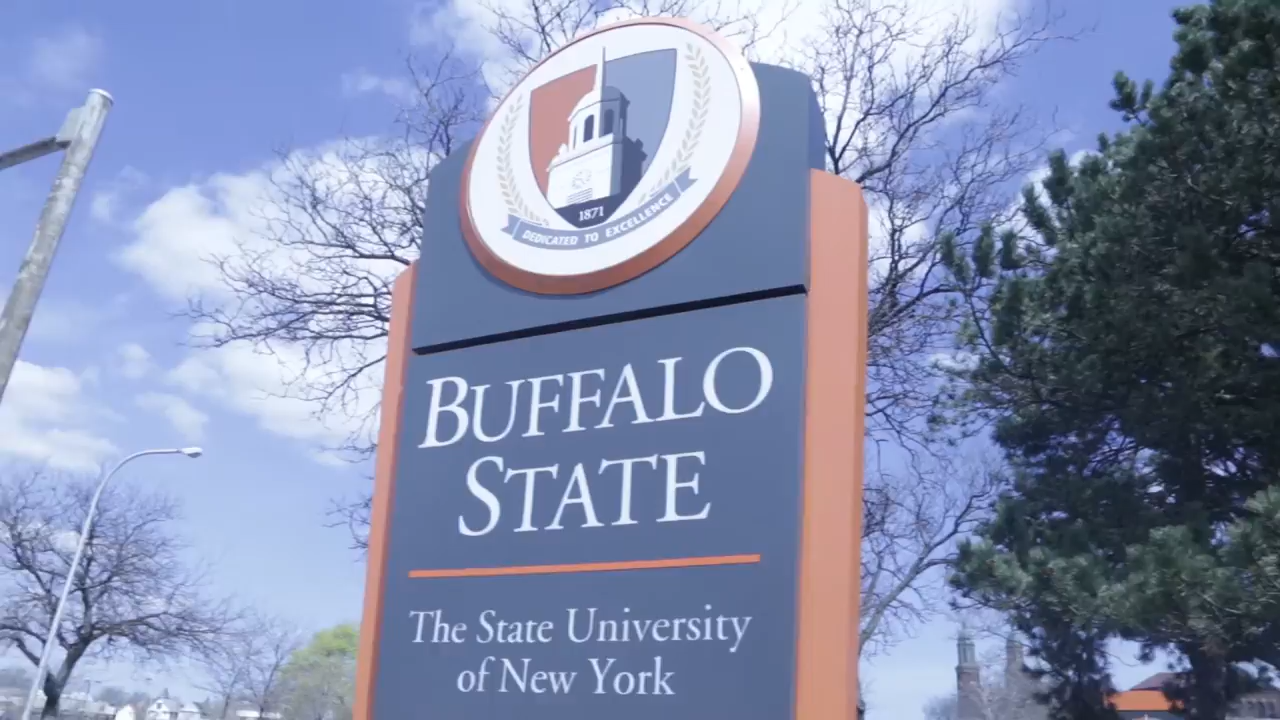 1871
DEDICATED TO EXCELLENCE
BUFFALO
STATE
The State University
of New York